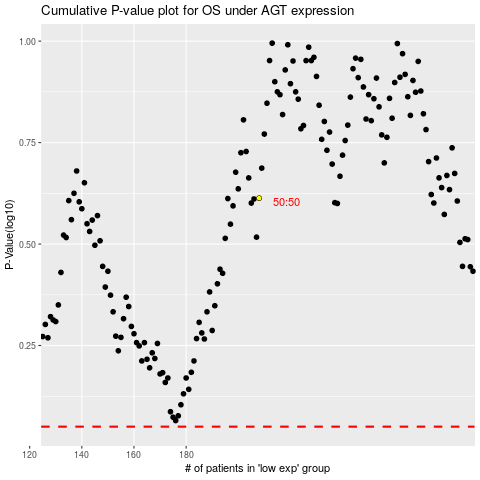 Cumulative P-value plot for OS under AGT expression
1.00
0.75
0.50
0.25
P-Value(log10)
50:50
120 140 160 180
# of patients in 'low exp' group